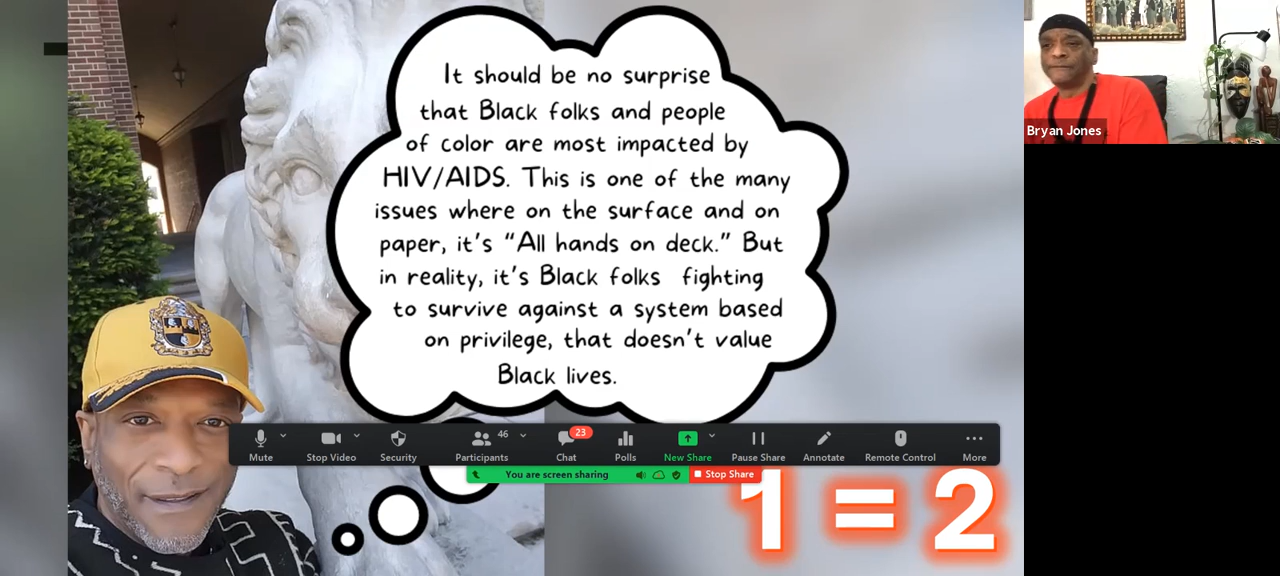 It should be no surprise
that Black folks and people
of color are most impacted by
HIV/AIDS. This is one of the many
issues where on the surface and on
paper, it's “All hands on deck.” But
in reality, it's Black folks fighting
to survive against a system based
on privilege, that doesn't value
Black lives.
Bryan Jones
46
23
Mute
Stop Video
Security
Participants
Chat
Polls
New Share
Pause Share
Annotate
Remote Control
More
You are screen sharing
Stop Share
1 = 2